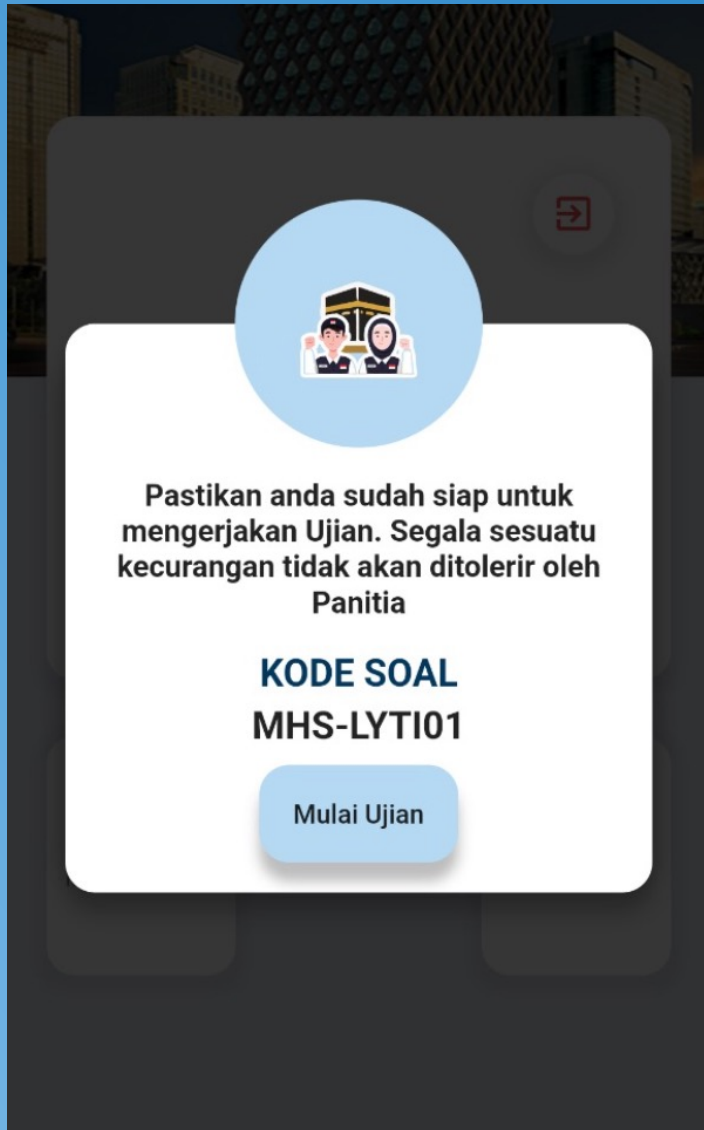 Pastikan anda sudah siap untuk
mengerjakan Ujian. Segala sesuatu
kecurangan tidak akan ditolerir oleh
Panitia
KODE SOAL
MHS-LYTI01
Mulai Ujian